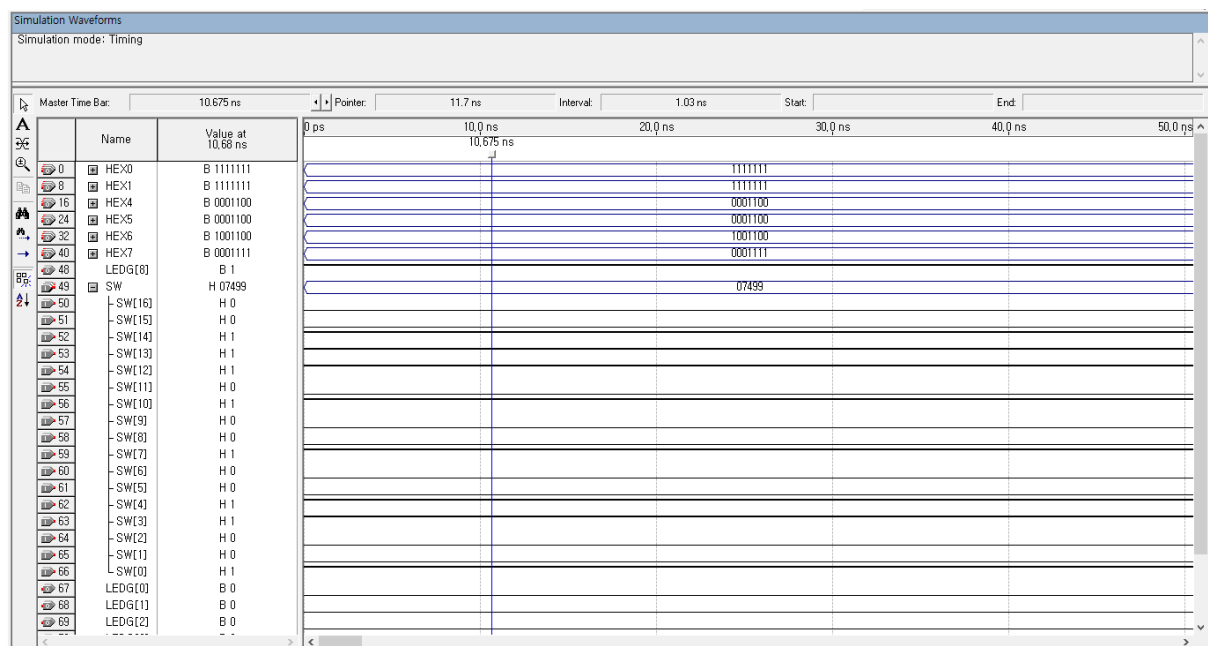 Simulation Waveforms
Simulation mode: Timing
Master Time Bar: 10.675 ns Pointer: 11.7 ns Interval: 1.03 ns Start: End:
Name Value at 10,68 ns 0 ps 10,0 ns 20,0 ns 30,0 ns 40,0 ns 50,0 ns
10,675 ns
0 HEX0 B 1111111 1111111
8 HEX1 B 1111111 1111111
16 HEX4 B 0001100 0001100
24 HEX5 B 0001100 0001100
32 HEX6 B 1001100 1001100
40 HEX7 B 0001111 0001111
48 LEDG[8] B 1
49 SW H 07499 07499
50 SW[16] H 0
51 SW[15] H 0
52 SW[14] H 1
53 SW[13] H 1
54 SW[12] H 1
55 SW[11] H 0
56 SW[10] H 1
57 SW[9] H 0
58 SW[8] H 0
59 SW[7] H 1
60 SW[6] H 0
61 SW[5] H 0
62 SW[4] H 1
63 SW[3] H 1
64 SW[2] H 0
65 SW[1] H 0
66 SW[0] H 1
67 LEDG[0] B 0
68 LEDG[1] B 0
69 LEDG[2] B 0